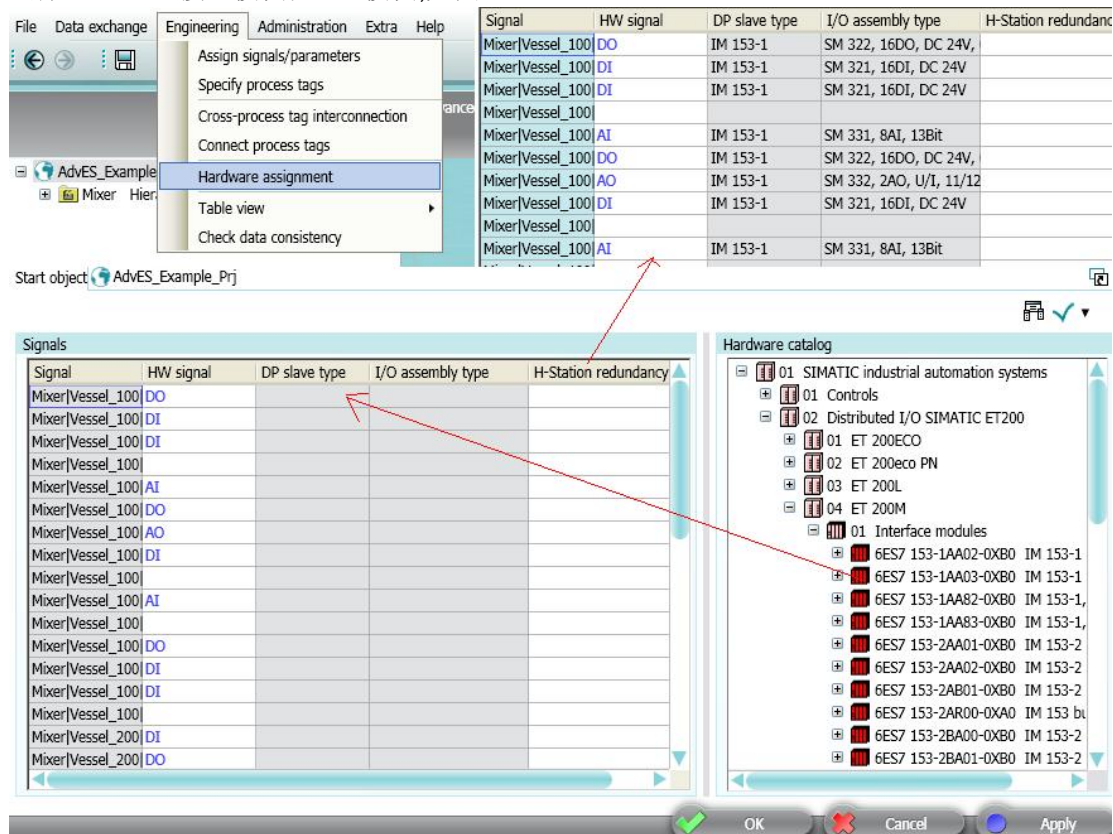 File Data exchange Engineering Administration Extra Help
Assign signals/parameters
Specify process tags
Cross-process tag interconnection
Connect process tags
Hardware assignment
Table view
Check data consistency
AdvES_Example
Mixer Hier
Signal HW signal DP slave type I/O assembly type H-Station redundanc
Mixer|Vessel_100| DO IM 153-1 SM 322, 16DO, DC 24V,
Mixer|Vessel_100| DI IM 153-1 SM 321, 16DI, DC 24V
Mixer|Vessel_100| DI IM 153-1 SM 321, 16DI, DC 24V
Mixer|Vessel_100|
Mixer|Vessel_100| AI IM 153-1 SM 331, 8AI, 13Bit
Mixer|Vessel_100| DO IM 153-1 SM 322, 16DO, DC 24V,
Mixer|Vessel_100| AO IM 153-1 SM 332, 2AO, U/I, 11/12
Mixer|Vessel_100| DI IM 153-1 SM 321, 16DI, DC 24V
Mixer|Vessel_100|
Mixer|Vessel_100| AI IM 153-1 SM 331, 8AI, 13Bit
Start object AdvES_Example_Prj
Signals
Signal HW signal DP slave type I/O assembly type H-Station redundancy
Mixer|Vessel_100| DO
Mixer|Vessel_100| DI
Mixer|Vessel_100| DI
Mixer|Vessel_100|
Mixer|Vessel_100| AI
Mixer|Vessel_100| DO
Mixer|Vessel_100| AO
Mixer|Vessel_100| DI
Mixer|Vessel_100|
Mixer|Vessel_100| AI
Mixer|Vessel_100|
Mixer|Vessel_100| DO
Mixer|Vessel_100| DI
Mixer|Vessel_100| DI
Mixer|Vessel_100|
Mixer|Vessel_200| DI
Mixer|Vessel_200| DO
Hardware catalog
01 SIMATIC industrial automation systems
01 Controls
02 Distributed I/O SIMATIC ET200
01 ET 200ECO
02 ET 200eco PN
03 ET 200L
04 ET 200M
01 Interface modules
6ES7 153-1AA02-0XB0 IM 153-1
6ES7 153-1AA03-0XB0 IM 153-1
6ES7 153-1AA82-0XB0 IM 153-1,
6ES7 153-1AA83-0XB0 IM 153-1,
6ES7 153-2AA01-0XB0 IM 153-2
6ES7 153-2AA02-0XB0 IM 153-2
6ES7 153-2AB01-0XB0 IM 153-2
6ES7 153-2AR00-0XA0 IM 153 bu
6ES7 153-2BA00-0XB0 IM 153-2
6ES7 153-2BA01-0XB0 IM 153-2
OK Cancel Apply